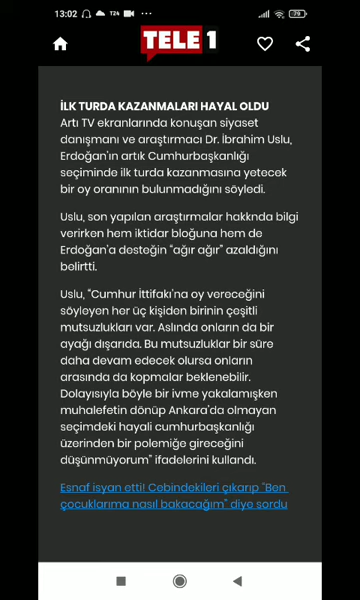 13:02 T24 ... 79
TELE 1
İLK TURDA KAZANMALARI HAYAL OLDU
Artı TV ekranlarında konuşan siyaset
danışmanı ve araştırmacı Dr. İbrahim Uslu,
Erdoğan'ın artık Cumhurbaşkanlığı
seçiminde ilk turda kazanmasına yetecek
bir oy oranının bulunmadığını söyledi.
Uslu, son yapılan araştırmalar hakknda bilgi
verirken hem iktidar bloğuna hem de
Erdoğan'a desteğin “ağır ağır” azaldığını
belirtti.
Uslu, “Cumhur İttifakı’na oy vereceğini
söyleyen her üç kişiden birinin çeşitli
mutsuzlukları var. Aslında onların da bir
ayağı dışarıda. Bu mutsuzluklar bir süre
daha devam edecek olursa onların
arasında da kopmalar beklenebilir.
Dolayısıyla böyle bir ivme yakalamışken
muhalefetin dönüp Ankara’da olmayan
seçimdeki hayali cumhurbaşkanlığı
üzerinden bir polemiğe gireceğini
düşünmüyorum” ifadelerini kullandı.
Esnaf isyan etti! Cebindekileri çıkarıp “Ben
çocuklarıma nasıl bakacağım” diye sordu